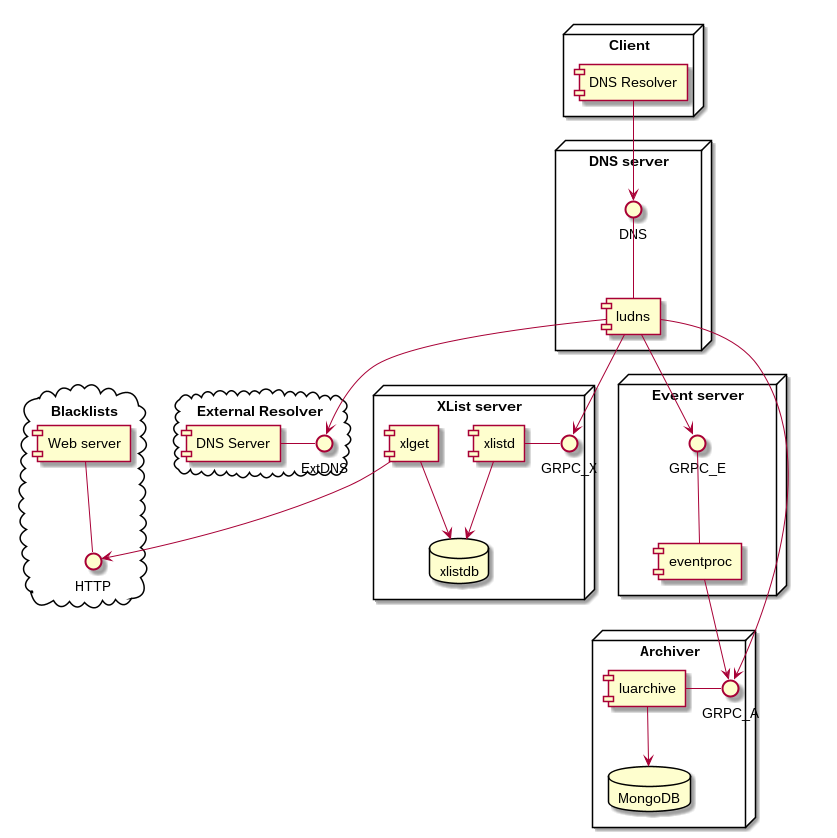 Client
DNS Resolver
DNS server
DNS
ludns
Blacklists
Web server
HTTP
External Resolver
DNS Server
ExtDNS
XList server
xlget
xlistd
GRPC_X
xlistdb
Event server
GRPC_E
eventproc
Archiver
luarchive
GRPC_A
MongoDB